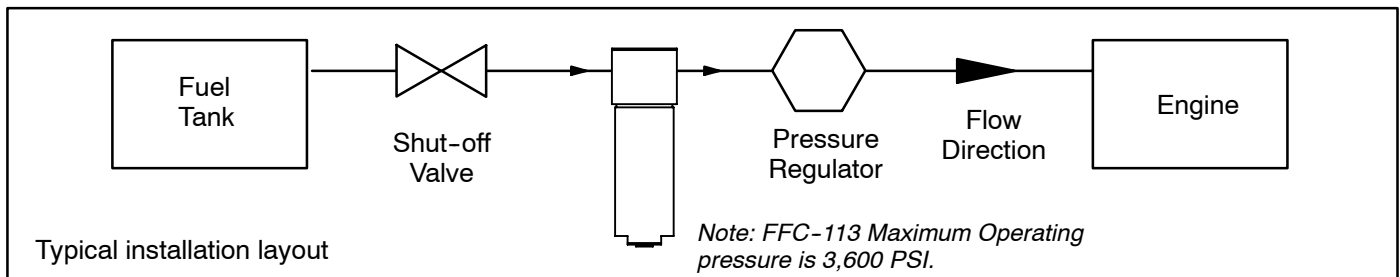 Fuel
Tank
Shut-off
Valve
Pressure
Regulator
Flow
Direction
Engine
Typical installation layout
Note: FFC-113 Maximum Operating
pressure is 3,600 PSI.